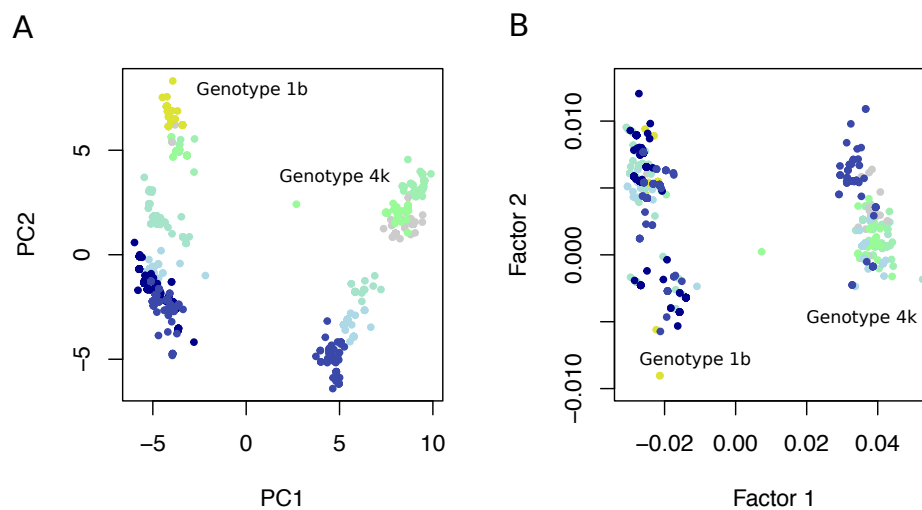 A
B
Genotype 1b
Genotype 4k
PC2
5
0
−5
−5
0
5
10
PC1
Factor 2
0.010
0.000
−0.010
Genotype 4k
Genotype 1b
−0.02
0.00
0.02
0.04
Factor 1